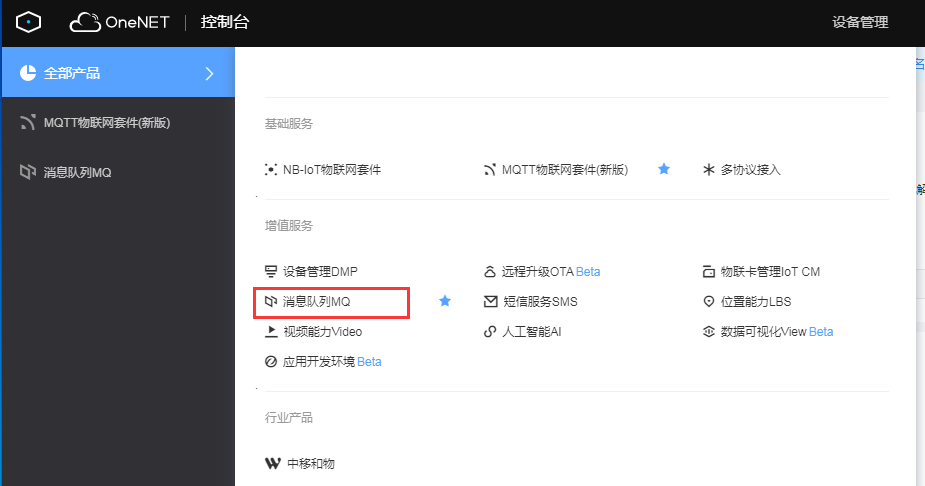 OneNET 控制台 设备管理
全部产品
MQTT物联网套件(新版)
消息队列MQ
基础服务
NB-IoT物联网套件 MQTT物联网套件(新版) 多协议接入
增值服务
设备管理DMP 远程升级OTA Beta 物联卡管理IoT CM
消息队列MQ 短信服务SMS 位置能力LBS
视频能力Video 人工智能AI 数据可视化View Beta
应用开发环境 Beta
行业产品
中移和物
名
解